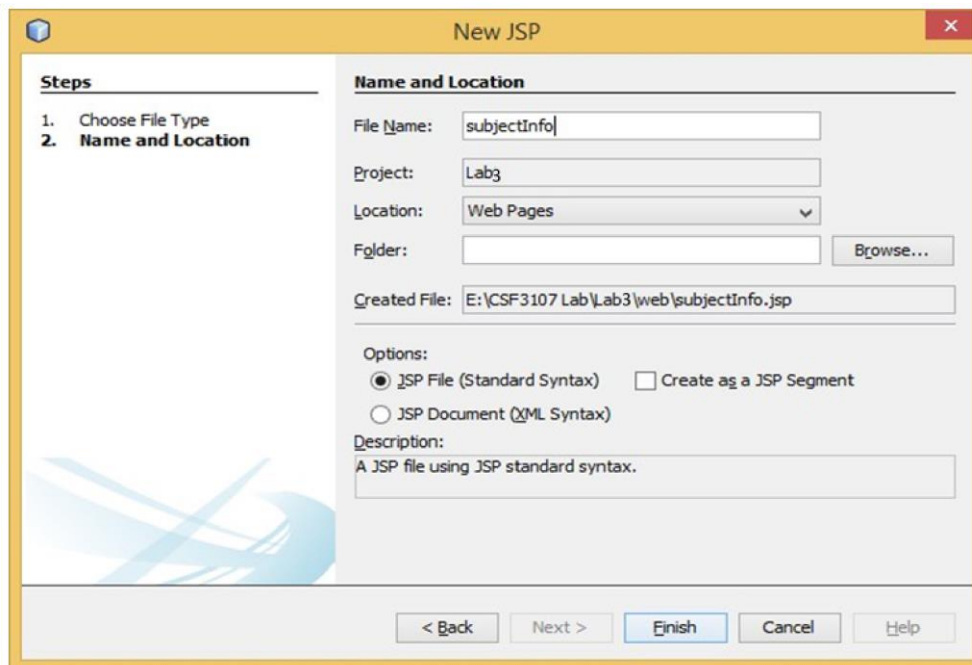 New JSP
Steps
1. Choose File Type
2. Name and Location
Name and Location
File Name: subjectInfo
Project: Lab3
Location: Web Pages
Folder: Browse...
Created File: E:\CSF3107 Lab\Lab3\web\subjectInfo.jsp
Options:
JSP File (Standard Syntax) Create as a JSP Segment
JSP Document (XML Syntax)
Description:
A JSP file using JSP standard syntax.
< Back Next > Finish Cancel Help